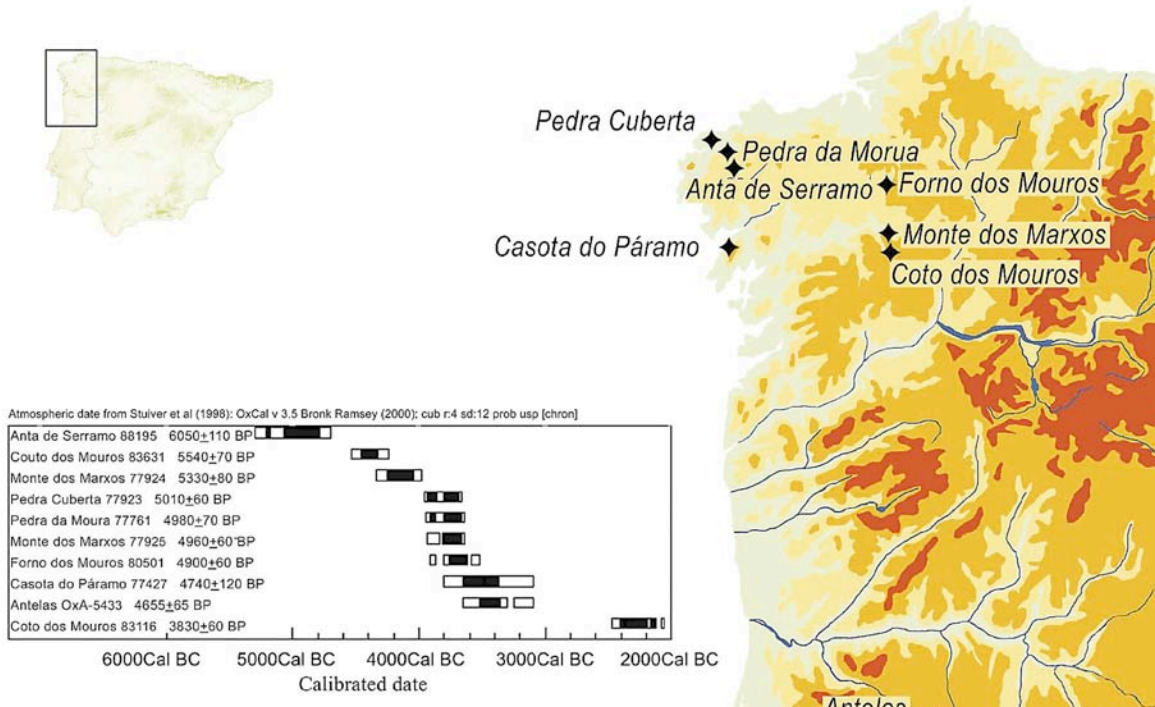 Pedra Cuberta
Pedra da Morua
Anta de Serramo
Forno dos Mouros
Casota do Páramo
Monte dos Marxos
Coto dos Mouros
Atmospheric date from Stuiver et al (1998): OxCal v 3.5 Bronk Ramsey (2000); cub r:4 sd:12 prob usp [chron]
Anta de Serramo 88195 6050±110 BP
Couto dos Mouros 83631 5540±70 BP
Monte dos Marxos 77924 5330±80 BP
Pedra Cuberta 77923 5010±60 BP
Pedra da Moura 77761 4980±70 BP
Monte dos Marxos 77925 4960±60 BP
Forno dos Mouros 80501 4900±60 BP
Casota do Páramo 77427 4740±120 BP
Antelas OxA-5433 4655±65 BP
Coto dos Mouros 83116 3830±60 BP
6000Cal BC 5000Cal BC 4000Cal BC 3000Cal BC 2000Cal BC
Calibrated date
Antelas